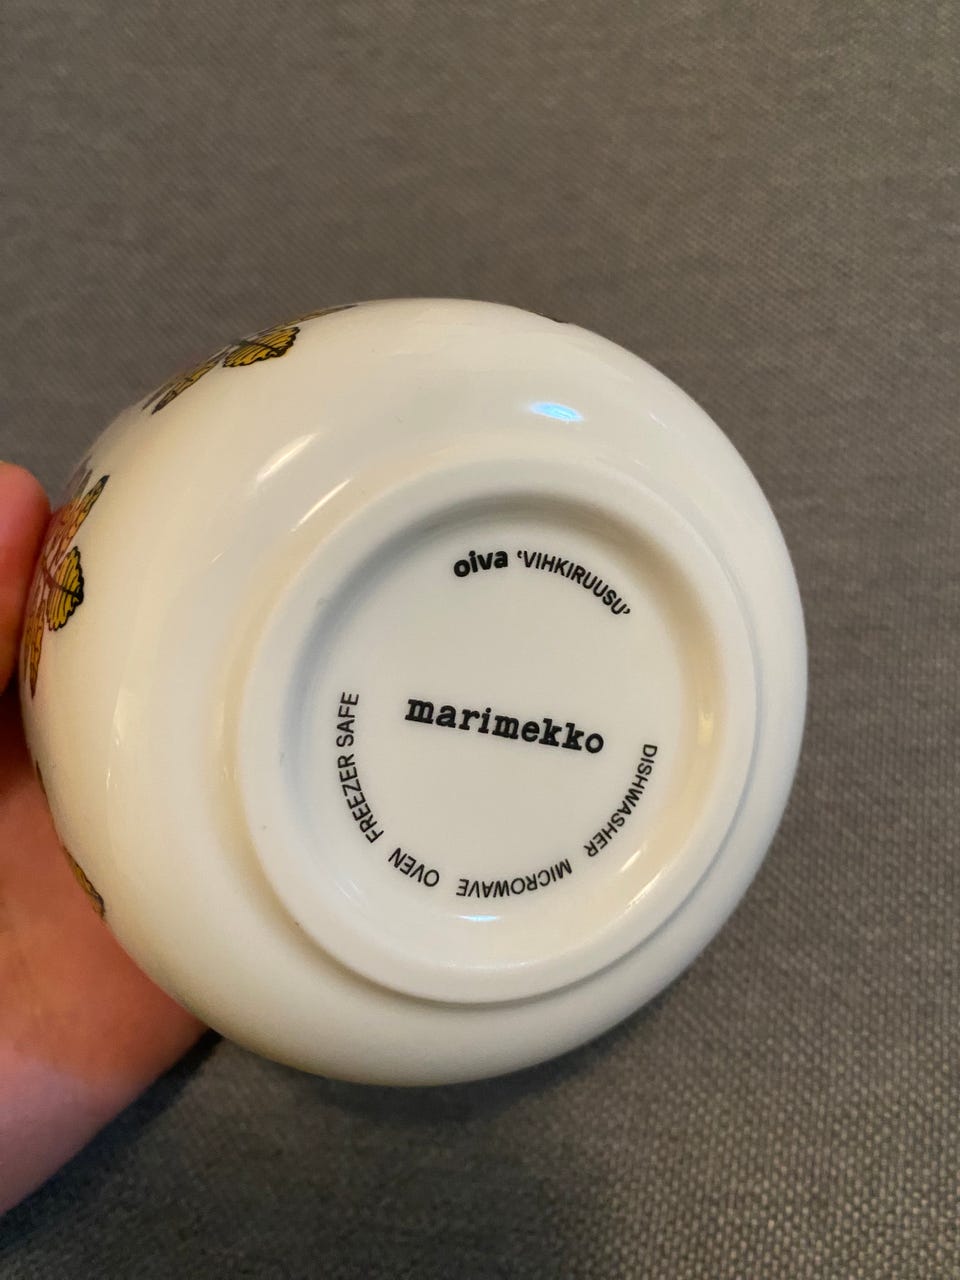 oiva ‘VIHKIRUUSU’
marimekko
DISHWASHER MICROWAVE OVEN FREEZER SAFE